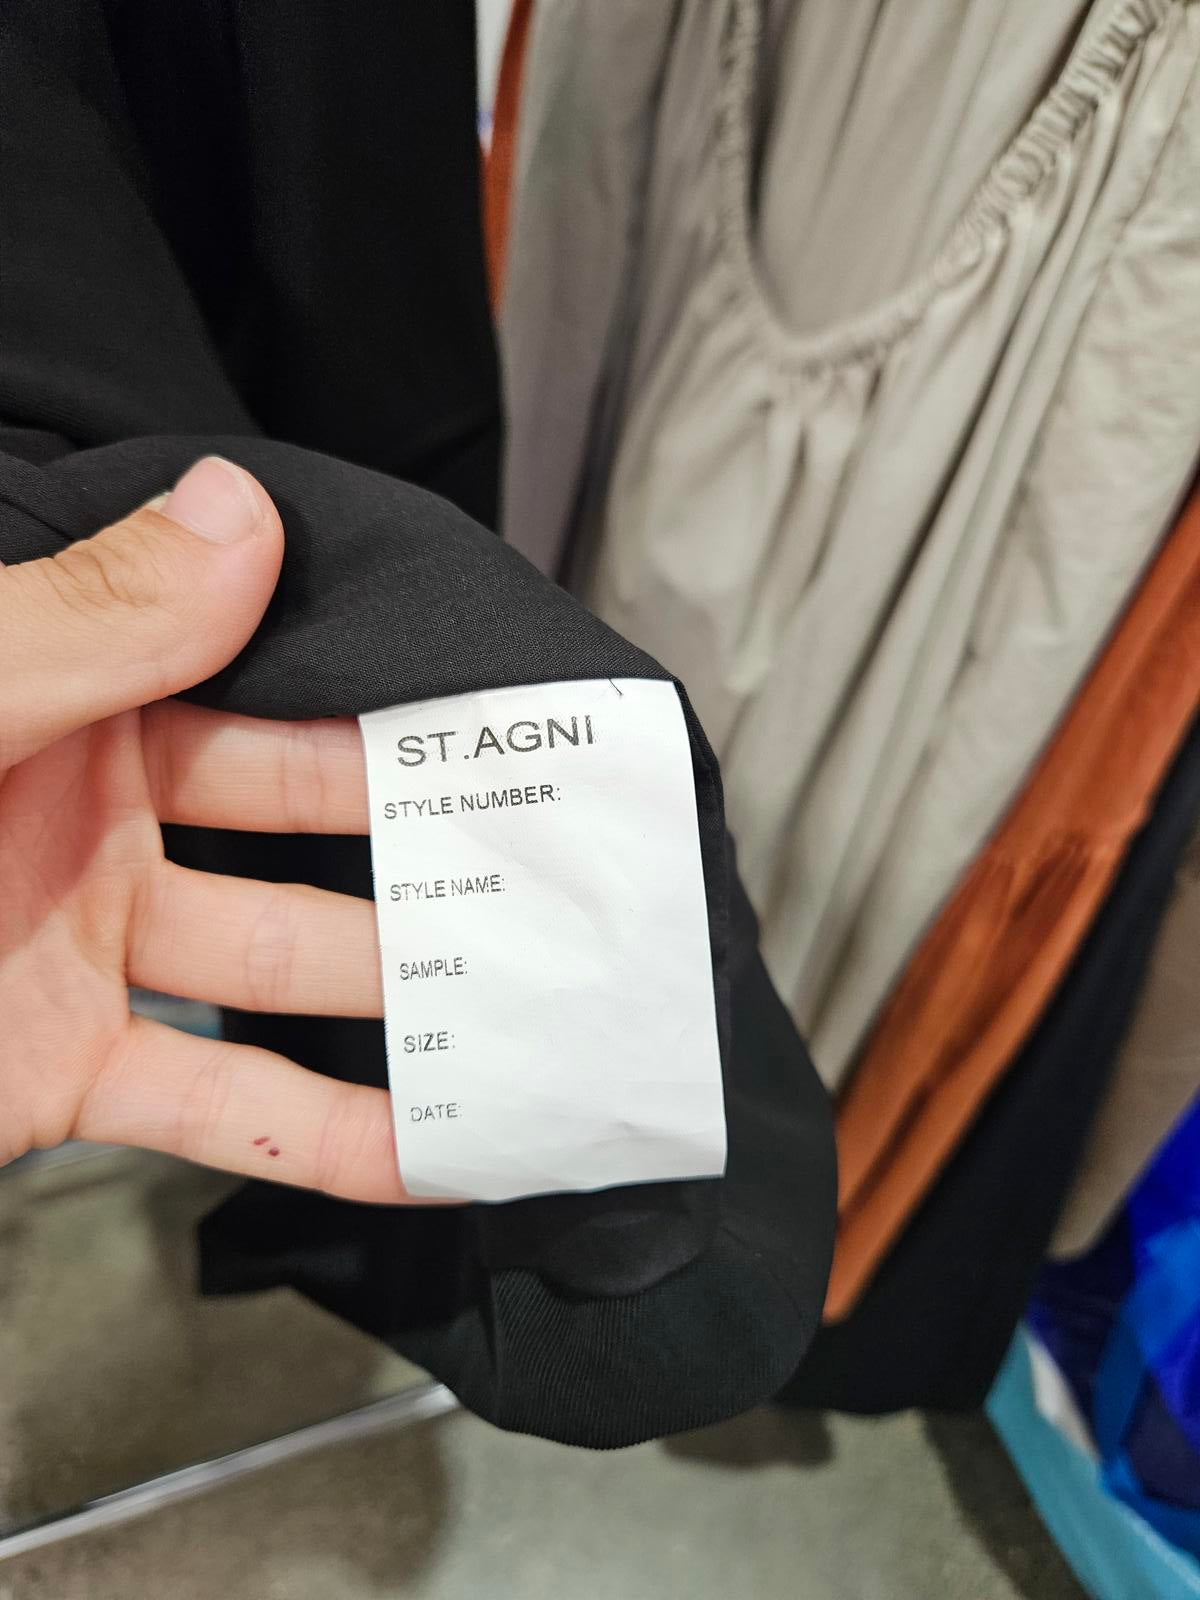 ST.AGNI
STYLE NUMBER:
STYLE NAME:
SAMPLE:
SIZE:
DATE: